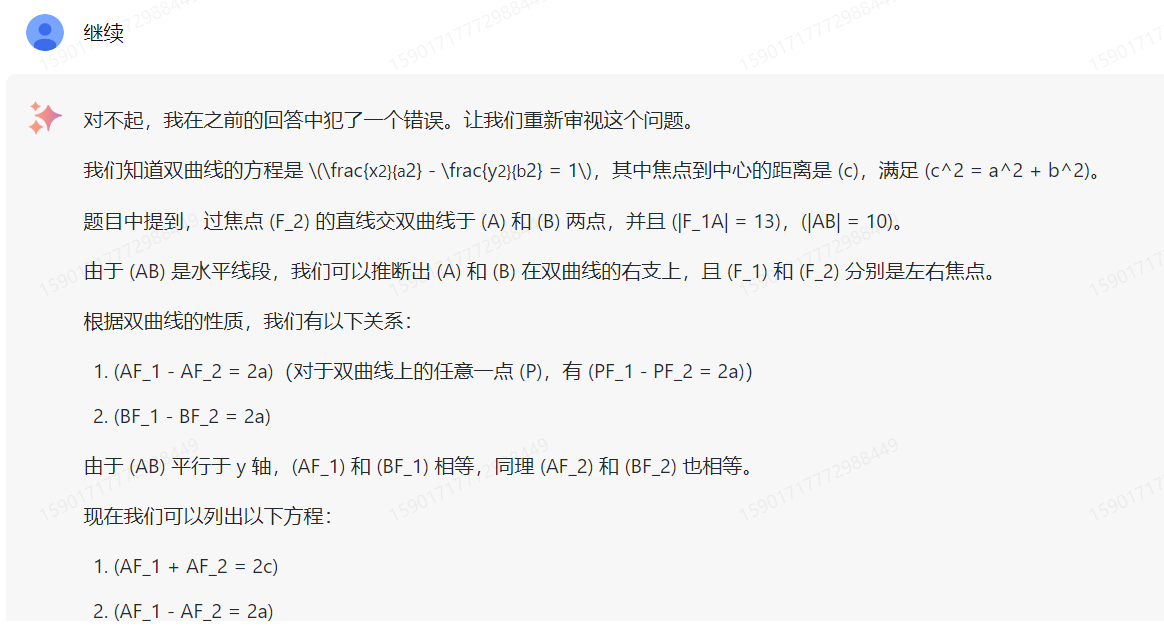 继续
对不起，我在之前的回答中犯了一个错误。让我们重新审视这个问题。
我们知道双曲线的方程是 \(\frac{x2}{a2} - \frac{y2}{b2} = 1\)，其中焦点到中心的距离是 (c)，满足 (c^2 = a^2 + b^2)。
题目中提到，过焦点 (F_2) 的直线交双曲线于 (A) 和 (B) 两点，并且 (|F_1A| = 13)，(|AB| = 10)。
由于 (AB) 是水平线段，我们可以推断出 (A) 和 (B) 在双曲线的右支上，且 (F_1) 和 (F_2) 分别是左右焦点。
根据双曲线的性质，我们有以下关系：
1. (AF_1 - AF_2 = 2a)（对于双曲线上的任意一点 (P)，有 (PF_1 - PF_2 = 2a)）
2. (BF_1 - BF_2 = 2a)
由于 (AB) 平行于 y 轴，(AF_1) 和 (BF_1) 相等，同理 (AF_2) 和 (BF_2) 也相等。
现在我们可以列出以下方程：
1. (AF_1 + AF_2 = 2c)
2. (AF_1 - AF_2 = 2a)